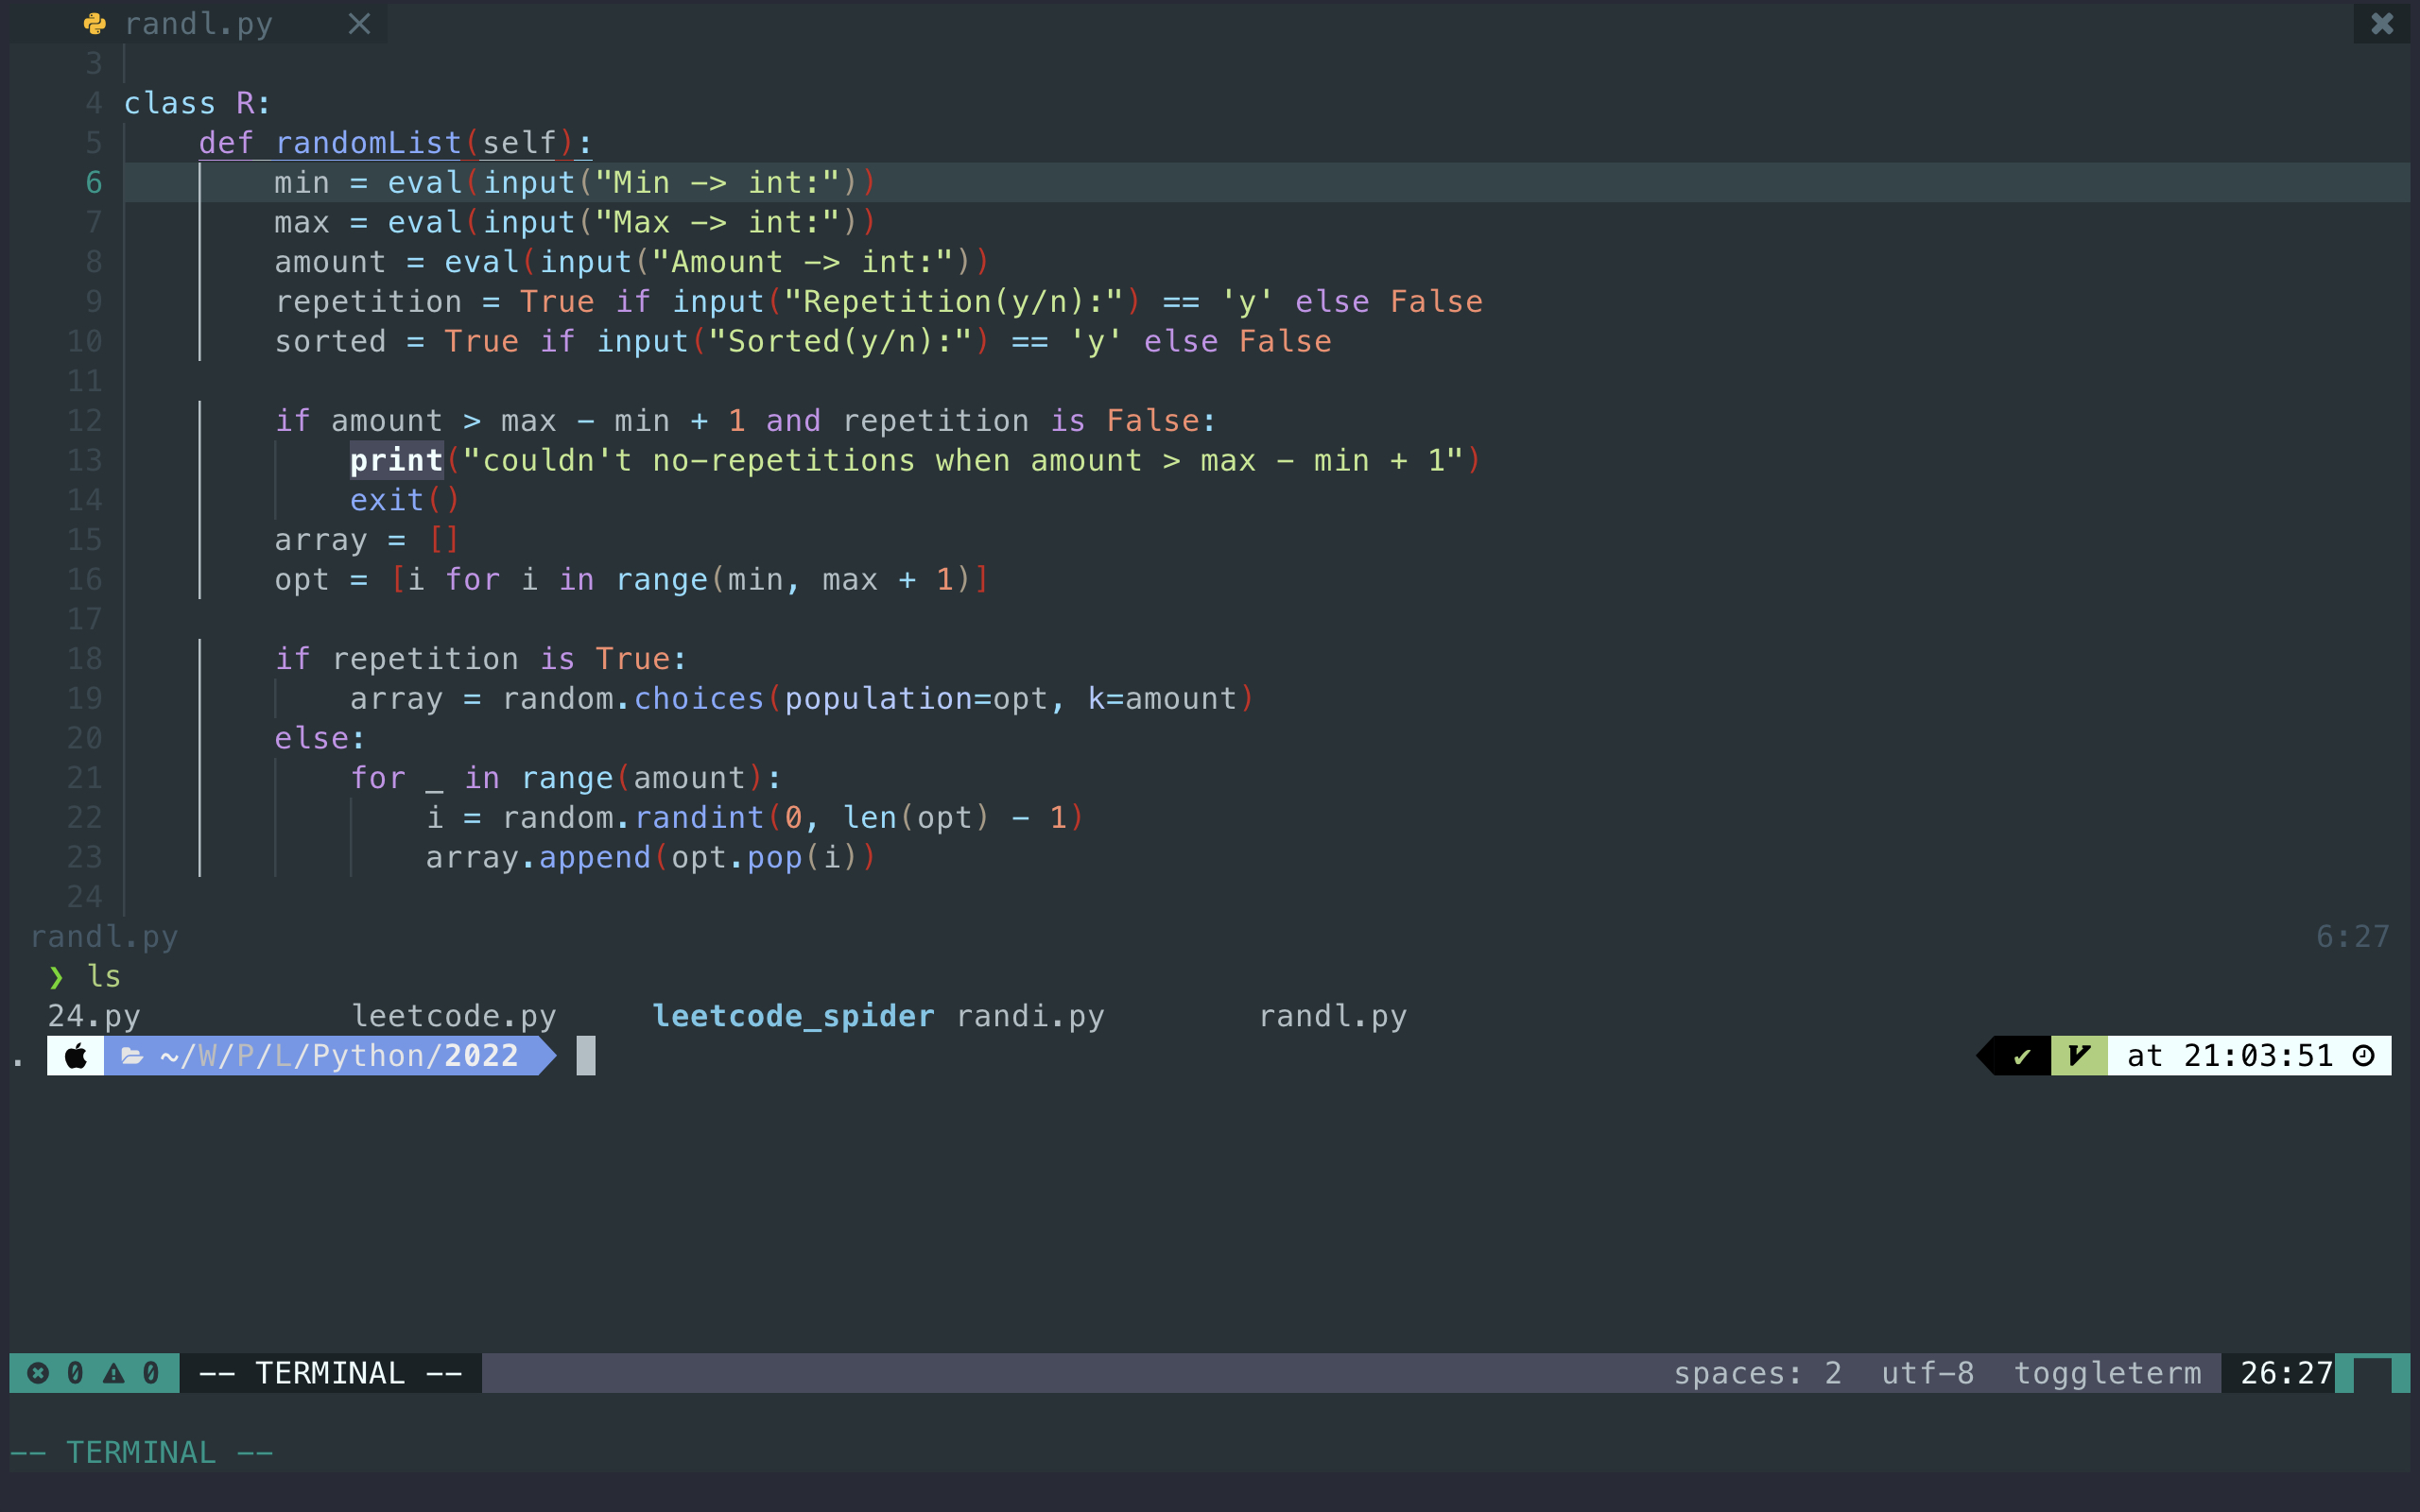 randl.py
3
4 class R:
5     def randomList(self):
6         min = eval(input("Min -> int:"))
7         max = eval(input("Max -> int:"))
8         amount = eval(input("Amount -> int:"))
9         repetition = True if input("Repetition(y/n):") == 'y' else False
10         sorted = True if input("Sorted(y/n):") == 'y' else False
11
12         if amount > max - min + 1 and repetition is False:
13             print("couldn't no-repetitions when amount > max - min + 1")
14             exit()
15         array = []
16         opt = [i for i in range(min, max + 1)]
17
18         if repetition is True:
19             array = random.choices(population=opt, k=amount)
20         else:
21             for _ in range(amount):
22                 i = random.randint(0, len(opt) - 1)
23                 array.append(opt.pop(i))
24
randl.py 6:27
❯ ls
24.py leetcode.py leetcode_spider randi.py randl.py
. ~/W/P/L/Python/2022 ✔ V at 21:03:51
0 0 -- TERMINAL -- spaces: 2 utf-8 toggleterm 26:27
-- TERMINAL --